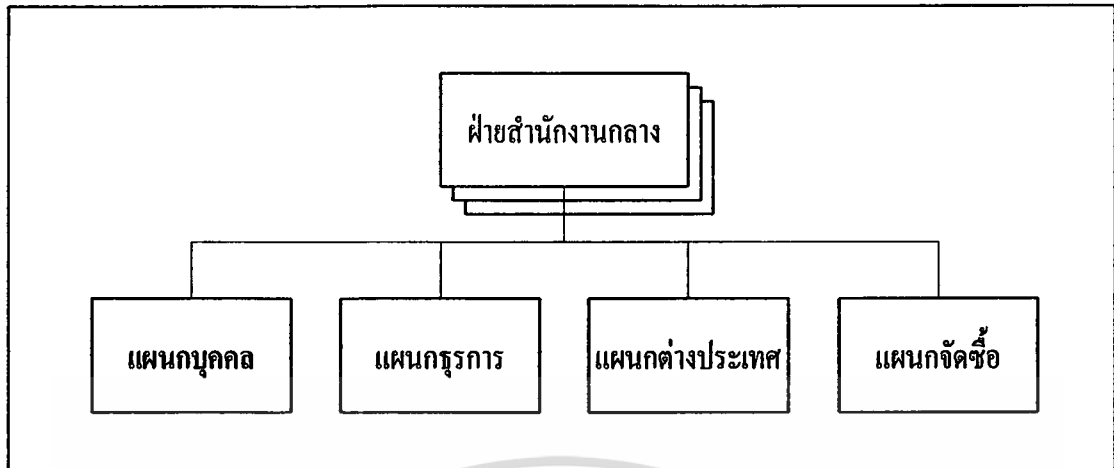 ฝ่ายสำนักงานกลาง
แผนกบุคคล
แผนกธุรการ
แผนกต่างประเทศ
แผนกจัดซื้อ